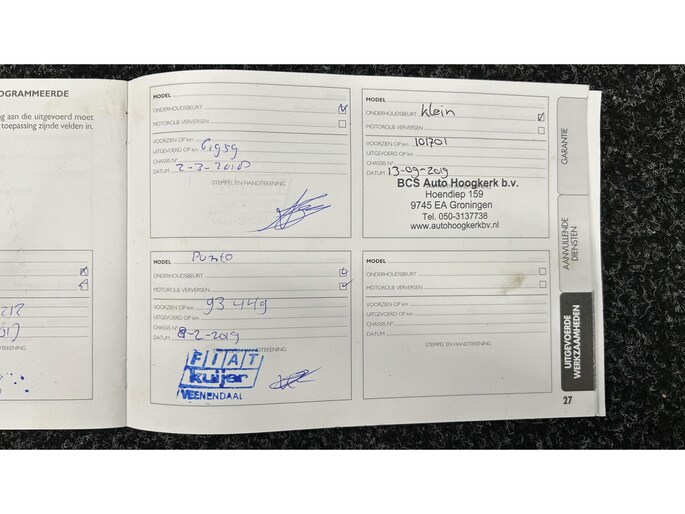 OGRAMMEERDE
ng aan die uitgevoerd moet
toepassing zijnde velden in.
MODEL
ONDERHOUDSBEURT
MOTOROLIE VERVERSEN
VOORZIEN OP km
UITGEVOERD OP km 61959
CHASSIS N°
DATUM 2-3-2018
STEMPEL EN HANDTEKENING
MODEL
ONDERHOUDSBEURT klein
MOTOROLIE VERVERSEN
VOORZIEN OP km 101701
UITGEVOERD OP km
CHASSIS N°
DATUM 13-09-2019
BCS Auto Hoogkerk b.v.
Hoendiep 159
9745 EA Groningen
Tel. 050-3137738
www.autohoogkerkbv.nl
MODEL Punto
ONDERHOUDSBEURT
MOTOROLIE VERVERSEN
VOORZIEN OP km 93449
UITGEVOERD OP km
CHASSIS N°
DATUM 8-2-2019
STEMPEL EN HANDTEKENING
FIAT
kuijer
VEENENDAAL
MODEL
ONDERHOUDSBEURT
MOTOROLIE VERVERSEN
VOORZIEN OP km
UITGEVOERD OP km
CHASSIS N°
DATUM
STEMPEL EN HANDTEKENING
GARANTIE
AANVULLENDE
DIENSTEN
UITGEVOERDE
WERKZAAMHEDEN
27